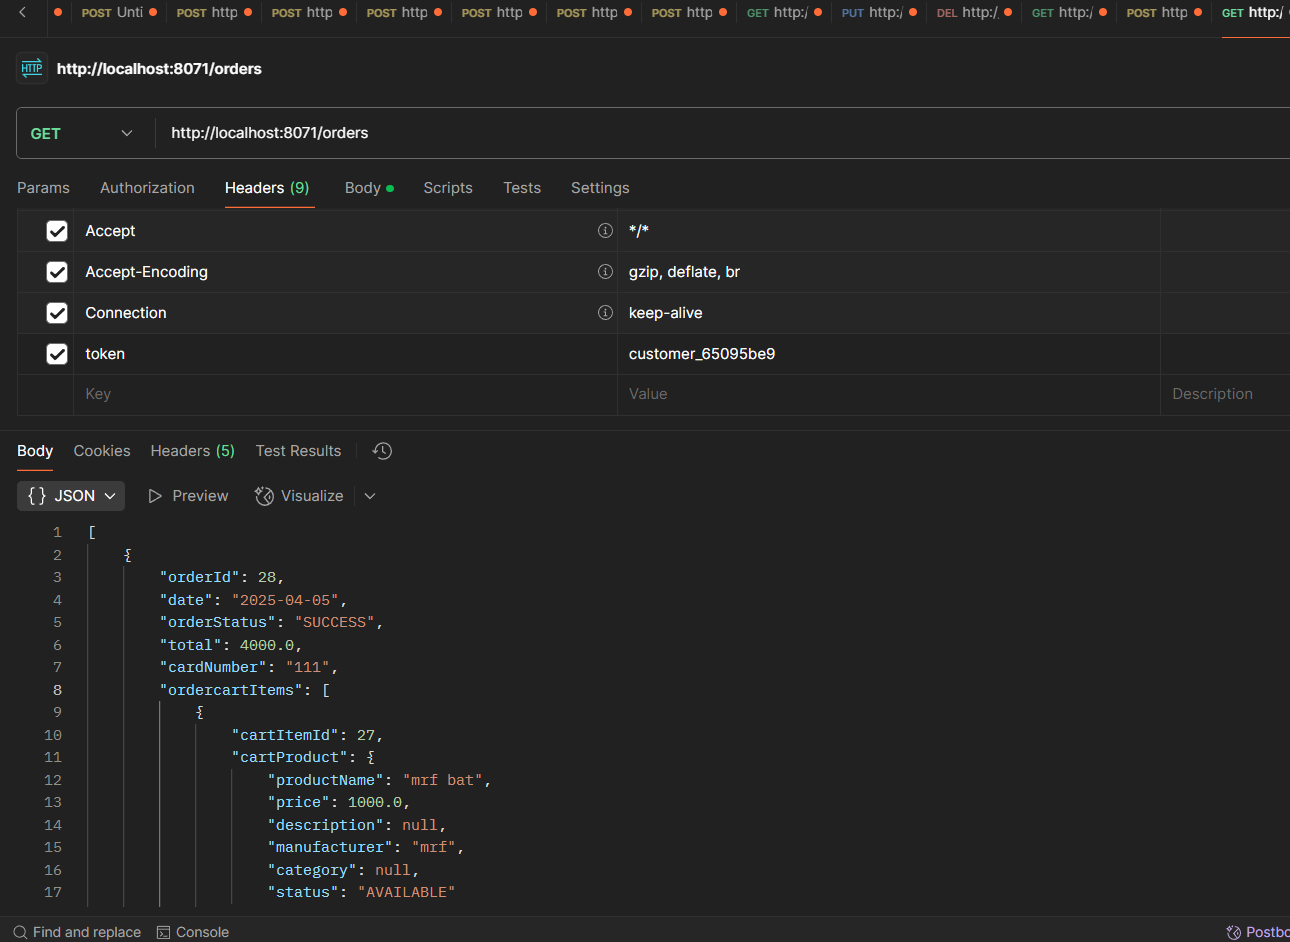 POST Unti POST http POST http POST http POST http POST http POST http GET http:/ PUT http:/ DEL http:/ GET http:/ POST http GET http:/
HTTP http://localhost:8071/orders
GET http://localhost:8071/orders
Params Authorization Headers (9) Body Scripts Tests Settings
Accept */*
Accept-Encoding gzip, deflate, br
Connection keep-alive
token customer_65095be9
Key Value Description
Body Cookies Headers (5) Test Results
{} JSON Preview Visualize
1 [
2 {
3 "orderId": 28,
4 "date": "2025-04-05",
5 "orderStatus": "SUCCESS",
6 "total": 4000.0,
7 "cardNumber": "111",
8 "ordercartItems": [
9 {
10 "cartItemId": 27,
11 "cartProduct": {
12 "productName": "mrf bat",
13 "price": 1000.0,
14 "description": null,
15 "manufacturer": "mrf",
16 "category": null,
17 "status": "AVAILABLE"
Find and replace Console Postbo